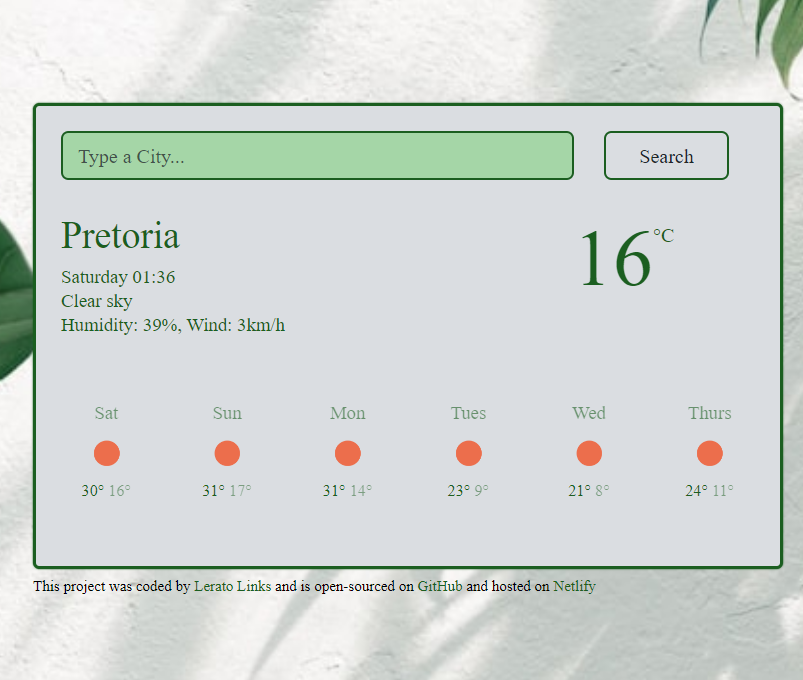 Type a City...
Search
Pretoria
16°C
Saturday 01:36
Clear sky
Humidity: 39%, Wind: 3km/h
Sat Sun Mon Tues Wed Thurs
30° 16° 31° 17° 31° 14° 23° 9° 21° 8° 24° 11°
This project was coded by Lerato Links and is open-sourced on GitHub and hosted on Netlify